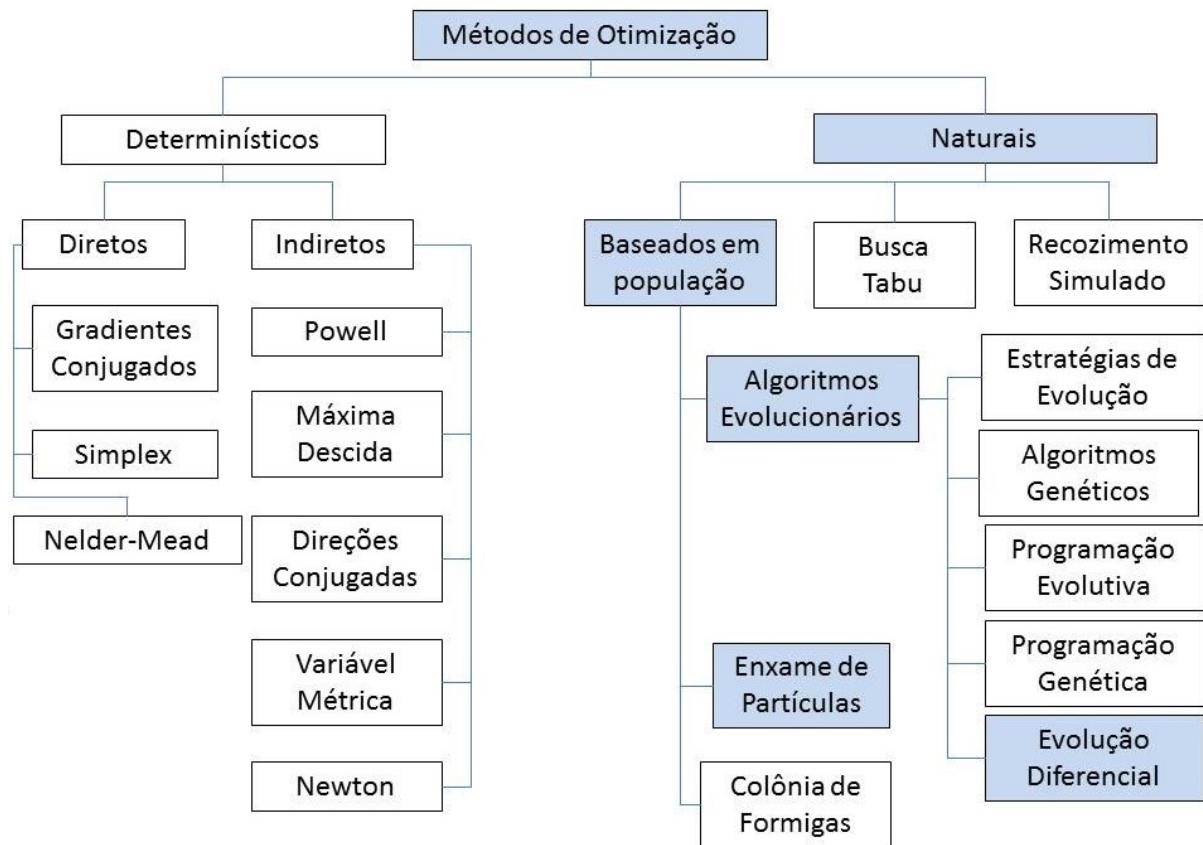 Métodos de Otimização
Determinísticos
Naturais
Diretos
Indiretos
Baseados em
população
Busca
Tabu
Recozimento
Simulado
Gradientes
Conjugados
Simplex
Nelder-Mead
Powell
Máxima
Descida
Direções
Conjugadas
Variável
Métrica
Newton
Algoritmos
Evolucionários
Enxame de
Partículas
Colônia de
Formigas
Estratégias de
Evolução
Algoritmos
Genéticos
Programação
Evolutiva
Programação
Genética
Evolução
Diferencial